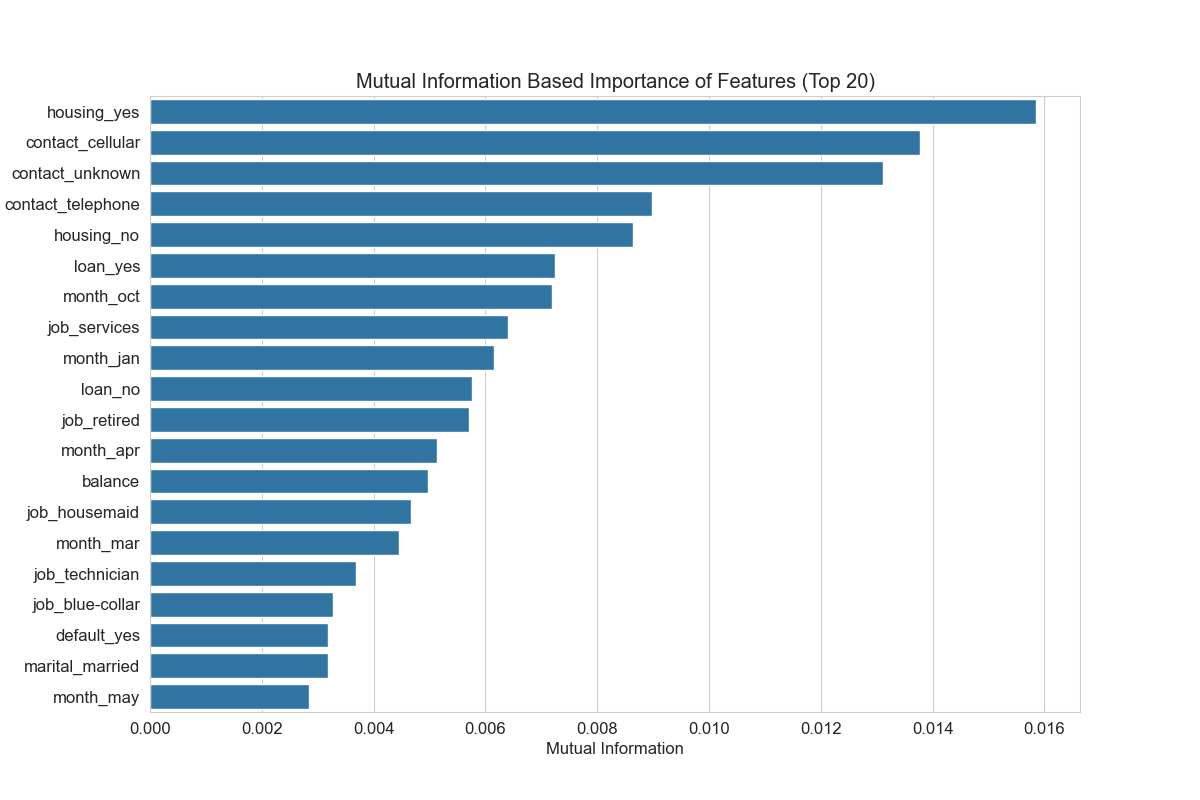 Mutual Information Based Importance of Features (Top 20)
housing_yes
contact_cellular
contact_unknown
contact_telephone
housing_no
loan_yes
month_oct
job_services
month_jan
loan_no
job_retired
month_apr
balance
job_housemaid
month_mar
job_technician
job_blue-collar
default_yes
marital_married
month_may
0.000 0.002 0.004 0.006 0.008 0.010 0.012 0.014 0.016
Mutual Information